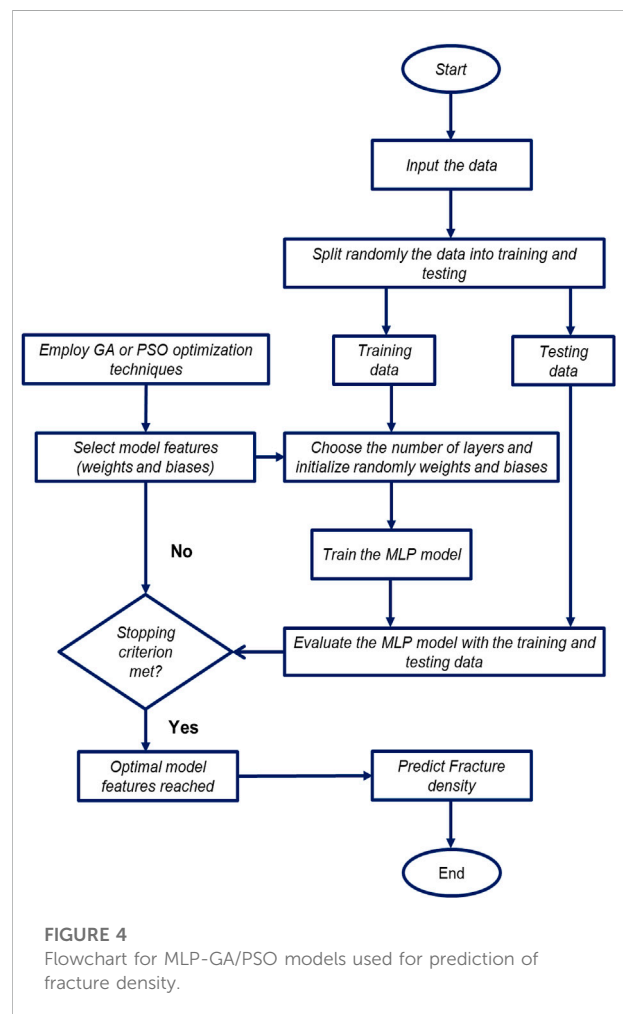 Start
Input the data
Split randomly the data into training and
testing
Employ GA or PSO optimization
techniques
Training
data
Testing
data
Select model features
(weights and biases)
Choose the number of layers and
initialize randomly weights and biases
No
Train the MLP model
Stopping
criterion
met?
Evaluate the MLP model with the training and
testing data
Yes
Optimal model
features reached
Predict Fracture
density
End
FIGURE 4
Flowchart for MLP-GA/PSO models used for prediction of
fracture density.